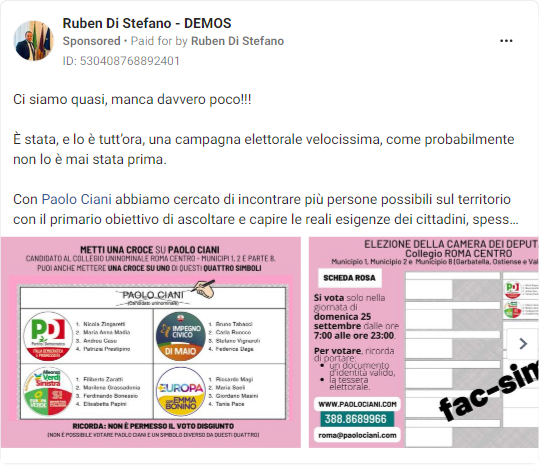 Ruben Di Stefano - DEMOS
Sponsored • Paid for by Ruben Di Stefano
ID: 530408768892401
Ci siamo quasi, manca davvero poco!!!
È stata, e lo è tutt'ora, una campagna elettorale velocissima, come probabilmente
non lo è mai stata prima.
Con Paolo Ciani abbiamo cercato di incontrare più persone possibili sul territorio
con il primario obiettivo di ascoltare e capire le reali esigenze dei cittadini, spess...
METTI UNA CROCE SU PAOLO CIANI
CANDIDATO AL COLLEGIO UNINOMINALE ROMA CENTRO - MUNICIPI 1, 2 E PARTE 8.
PUOI ANCHE METTERE UNA CROCE SU UNO DI QUESTI QUATTRO SIMBOLI
PAOLO CIANI
(Candidato uninominale)
PD
Partito Democratico
ITALIA DEMOCRATICA
E PROGRESSISTA
1. Nicola Zingaretti
2. Maria Anna Madia
3. Andrea Casu
4. Patrizia Prestipino
IMPEGNO
CIVICO
DI MAIO
1. Bruno Tabacci
2. Carla Roncco
3. Stefano Vignaroli
4. Federica Daga
Alleanza
Verdi
Sinistra
1. Filiberto Zaratti
2. Marilena Grassadonia
3. Ferdinando Bonessio
4. Elisabetta Papini
+EUROPA
con EMMA
BONINO
1. Riccardo Magi
2. Maria Saeli
3. Giordano Masini
4. Tania Pace
RICORDA: NON È PERMESSO IL VOTO DISGIUNTO
(NON È POSSIBILE VOTARE PAOLO CIANI E UN SIMBOLO DIVERSO DA QUESTI QUATTRO)
ELEZIONE DELLA CAMERA DEI DEPUT
Collegio ROMA CENTRO
Municipio 1, Municipio 2 e Municipio 8 (Garbatella, Ostiense e Val
SCHEDA ROSA
Si vota solo nella
giornata di
domenica 25
settembre dalle ore
7:00 alle ore 23:00.
Per votare, ricorda
di portare:
• un documento
d'identità valido,
• la tessera
elettorale.
WWW.PAOLOCIANI.COM
388.8689966
roma@paolociani.com
fac-sim